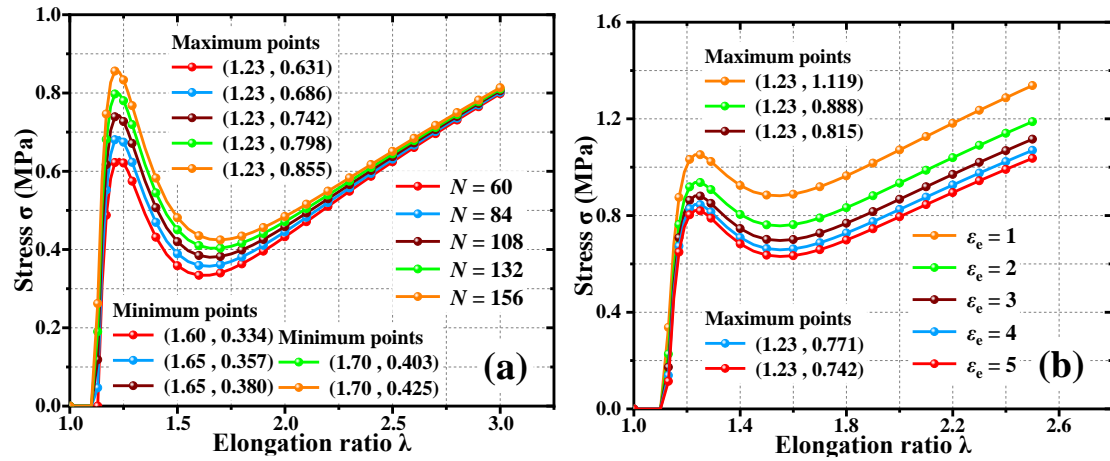 1.0
0.8
0.6
0.4
0.2
0.0
Stress σ (MPa)
Maximum points
(1.23 , 0.631)
(1.23 , 0.686)
(1.23 , 0.742)
(1.23 , 0.798)
(1.23 , 0.855)
N = 60
N = 84
N = 108
N = 132
N = 156
Minimum points
(1.60 , 0.334)
(1.65 , 0.357)
(1.65 , 0.380)
Minimum points
(1.70 , 0.403)
(1.70 , 0.425)
(a)
1.0 1.5 2.0 2.5 3.0
Elongation ratio λ
1.6
1.2
0.8
0.4
0.0
Stress σ (MPa)
Maximum points
(1.23 , 1.119)
(1.23 , 0.888)
(1.23 , 0.815)
εe = 1
εe = 2
εe = 3
εe = 4
εe = 5
Maximum points
(1.23 , 0.771)
(1.23 , 0.742)
(b)
1.0 1.4 1.8 2.2 2.6
Elongation ratio λ